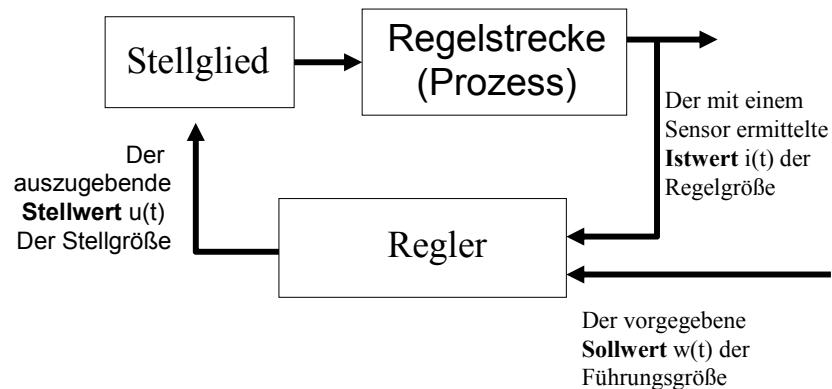 Stellglied
Regelstrecke
(Prozess)
Der mit einem
Sensor ermittelte
Istwert i(t) der
Regelgröße
Der
auszugebende
Stellwert u(t)
Der Stellgröße
Regler
Der vorgegebene
Sollwert w(t) der
Führungsgröße